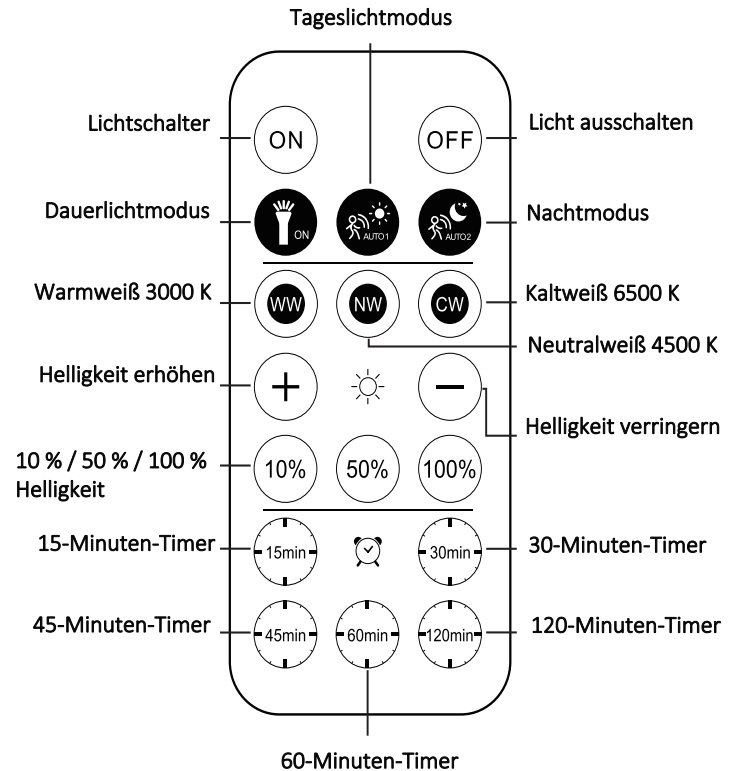 Tageslichtmodus
Lichtschalter
ON
OFF
Licht ausschalten
Dauerlichtmodus
ON
AUTO1
AUTO2
Nachtmodus
Warmweiß 3000 K
WW
NW
CW
Kaltweiß 6500 K
Neutralweiß 4500 K
Helligkeit erhöhen
+
−
Helligkeit verringern
10 % / 50 % / 100 %
Helligkeit
10%
50%
100%
15-Minuten-Timer
15min
30min
30-Minuten-Timer
45-Minuten-Timer
45min
60min
120min
120-Minuten-Timer
60-Minuten-Timer